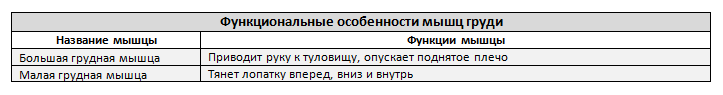 Функциональные особенности мышц груди
Название мышцы Функции мышцы
Большая грудная мышца Приводит руку к туловищу, опускает поднятое плечо
Малая грудная мышца Тянет лопатку вперед, вниз и внутрь